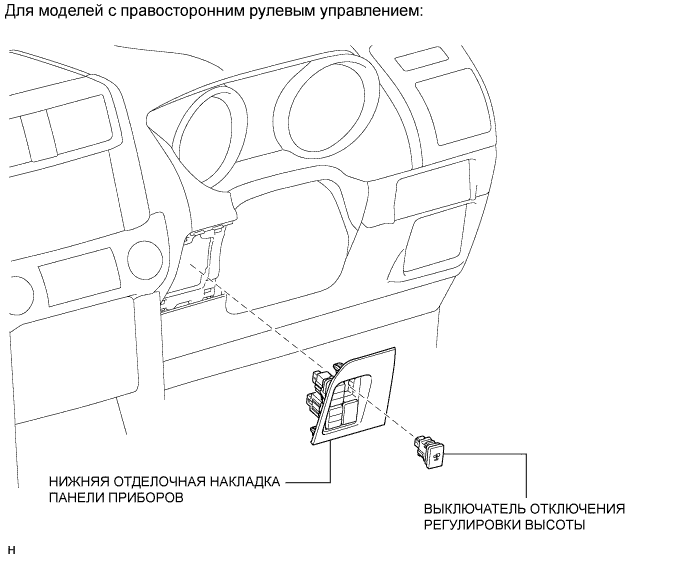 Для моделей с правосторонним рулевым управлением:
НИЖНЯЯ ОТДЕЛОЧНАЯ НАКЛАДКА
ПАНЕЛИ ПРИБОРОВ
ВЫКЛЮЧАТЕЛЬ ОТКЛЮЧЕНИЯ
РЕГУЛИРОВКИ ВЫСОТЫ
н